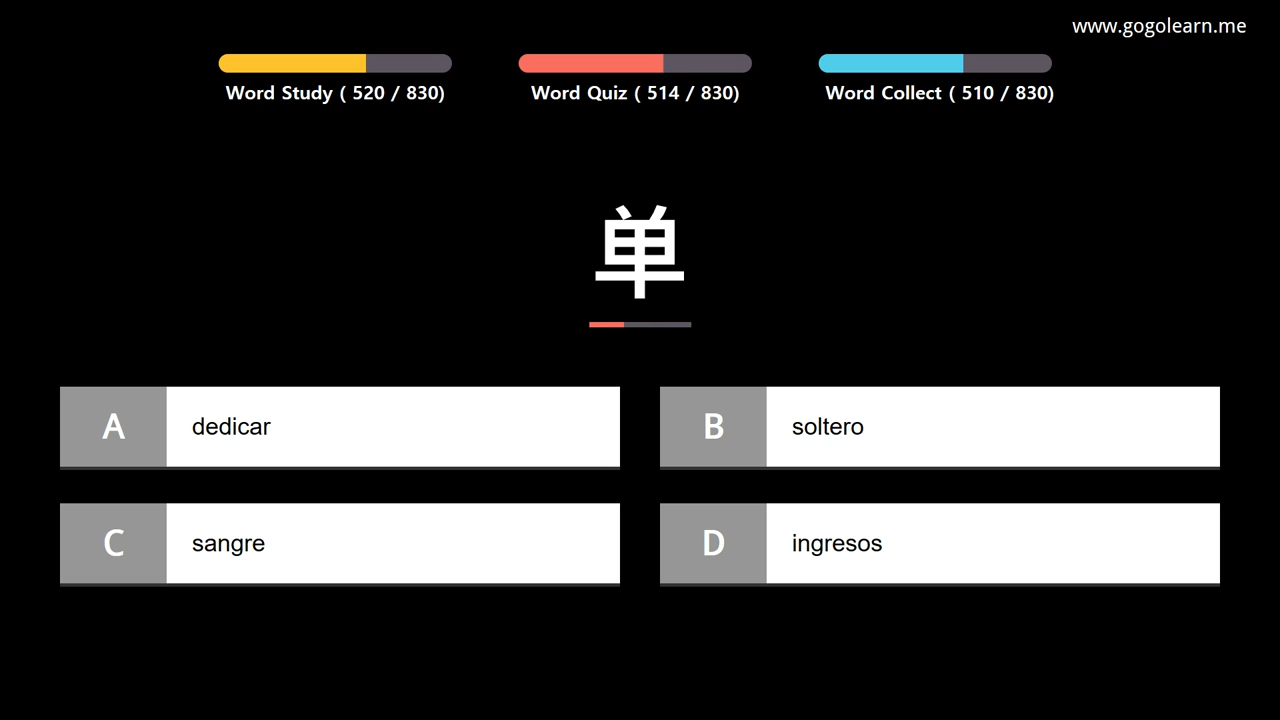 www.gogolearn.me
Word Study ( 520 / 830)
Word Quiz ( 514 / 830)
Word Collect ( 510 / 830)
单
A dedicar
B soltero
C sangre
D ingresos